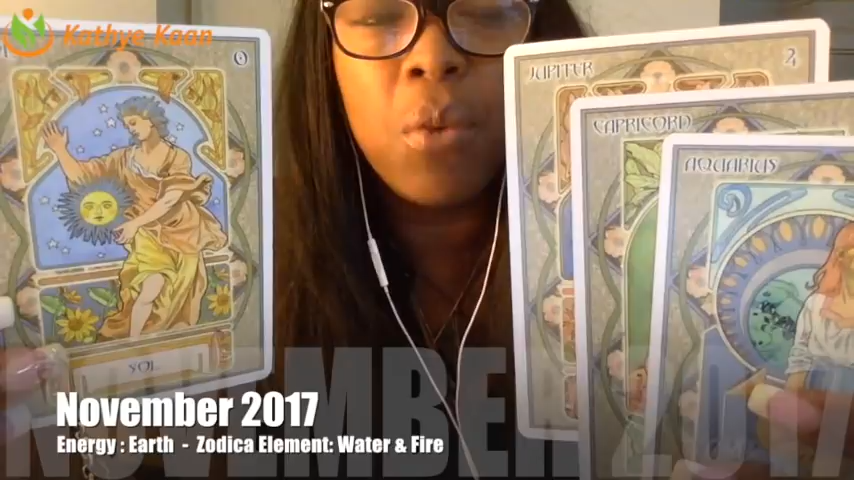 Kathye Kaan
0
SOL
JUPITER
2
CAPRICORN
AQUARIUS
NOVEMBER 2017
November 2017
Energy : Earth - Zodica Element: Water & Fire